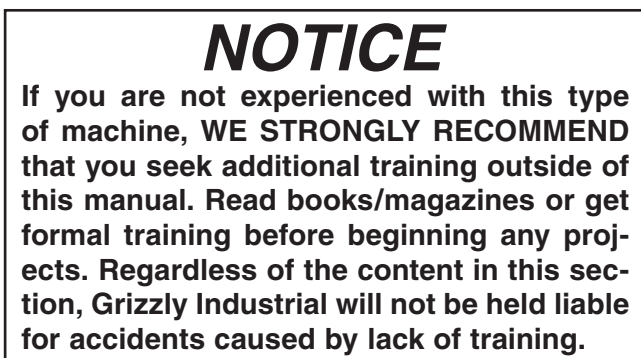 NOTICE
If you are not experienced with this type
of machine, WE STRONGLY RECOMMEND
that you seek additional training outside of
this manual. Read books/magazines or get
formal training before beginning any proj-
ects. Regardless of the content in this sec-
tion, Grizzly Industrial will not be held liable
for accidents caused by lack of training.